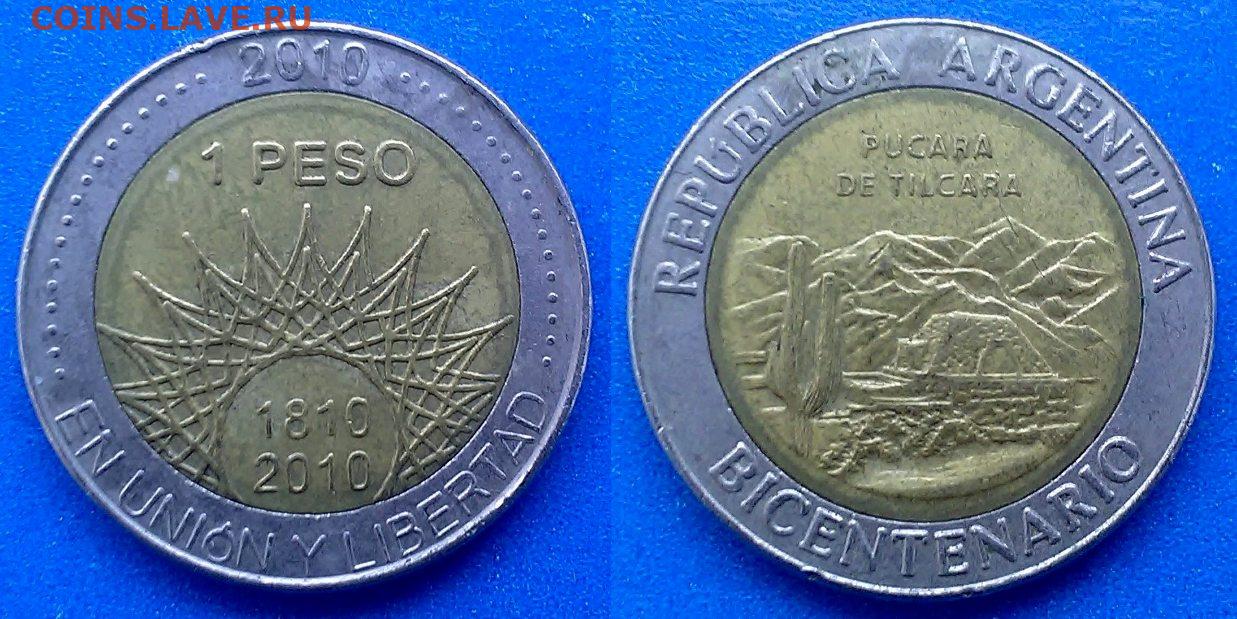 COINS.LAVE.RU
2010
1 PESO
1810
2010
EN UNIÓN Y LIBERTAD
REPUBLICA ARGENTINA
PUCARA
DE TILCARA
BICENTENARIO